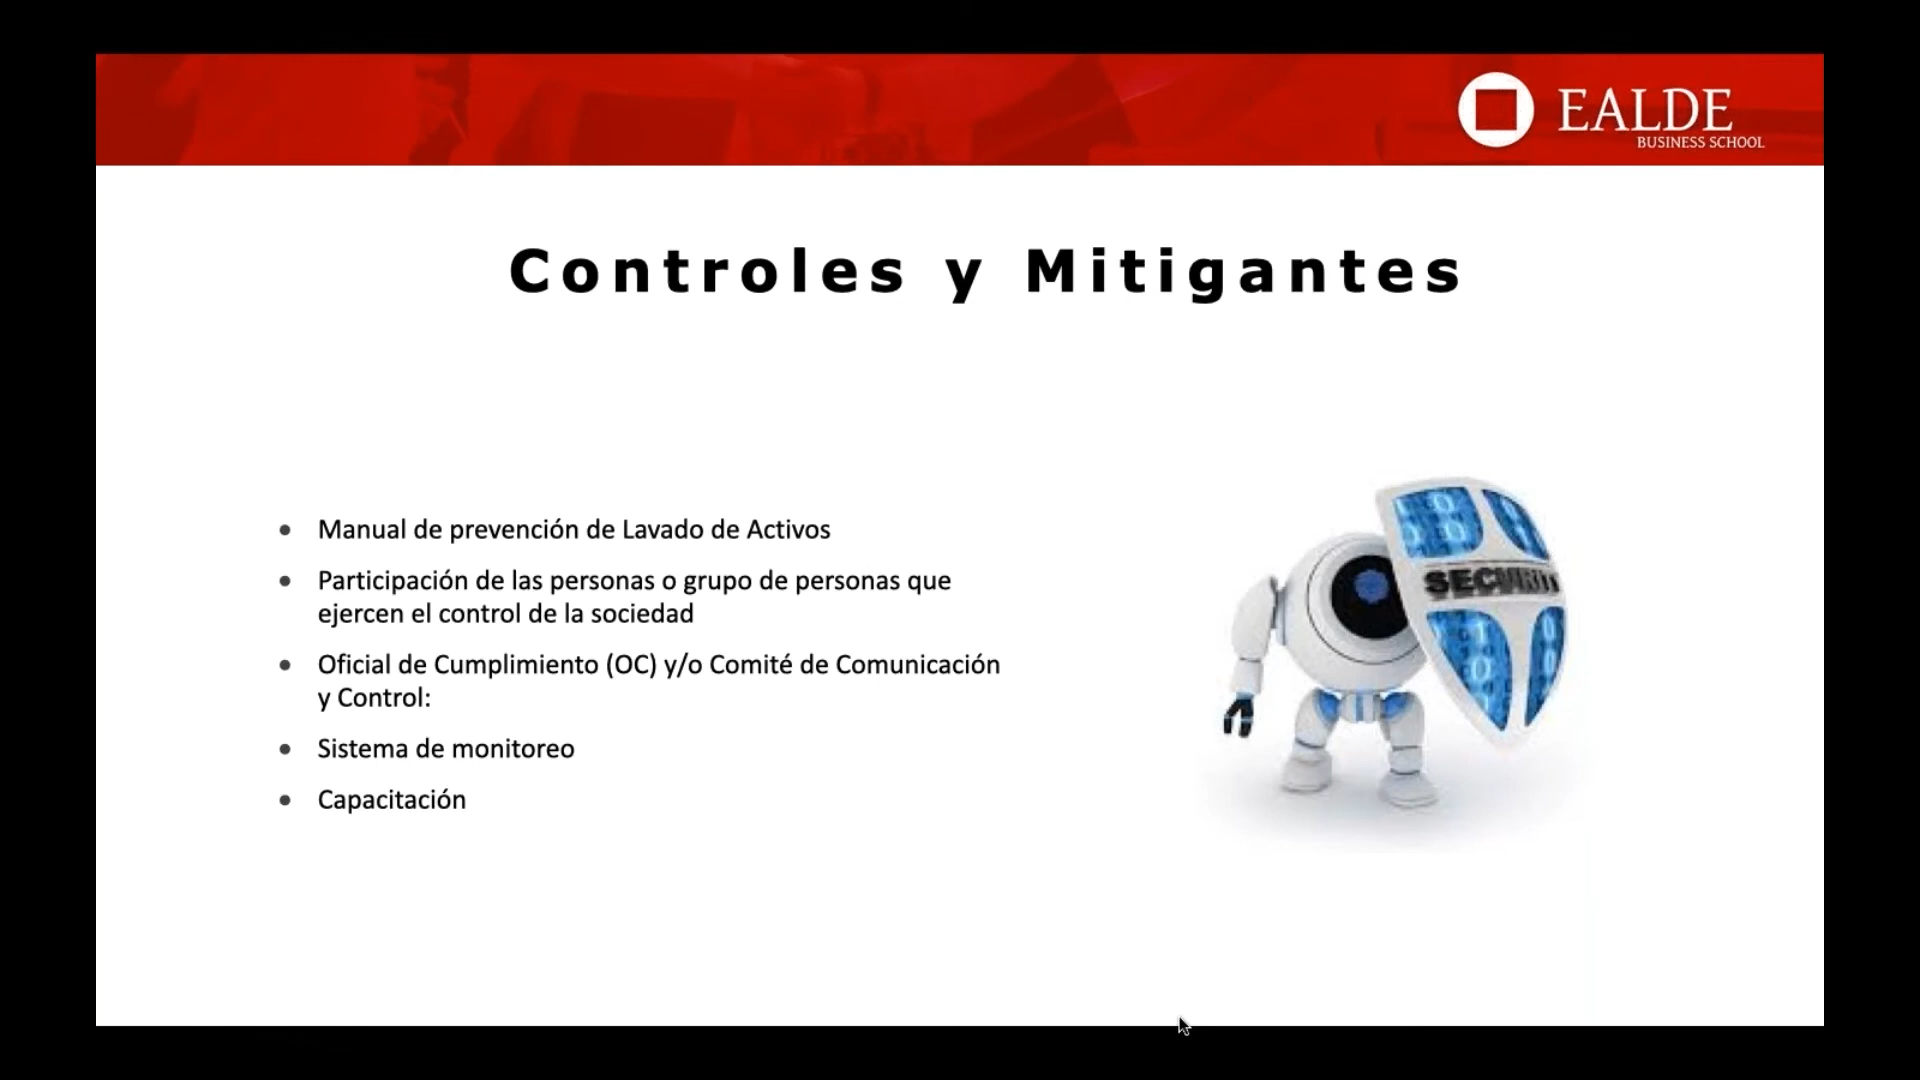 EALDE
BUSINESS SCHOOL
Controles y Mitigantes
• Manual de prevención de Lavado de Activos
• Participación de las personas o grupo de personas que
ejercen el control de la sociedad
• Oficial de Cumplimiento (OC) y/o Comité de Comunicación
y Control:
• Sistema de monitoreo
• Capacitación
SECURIT